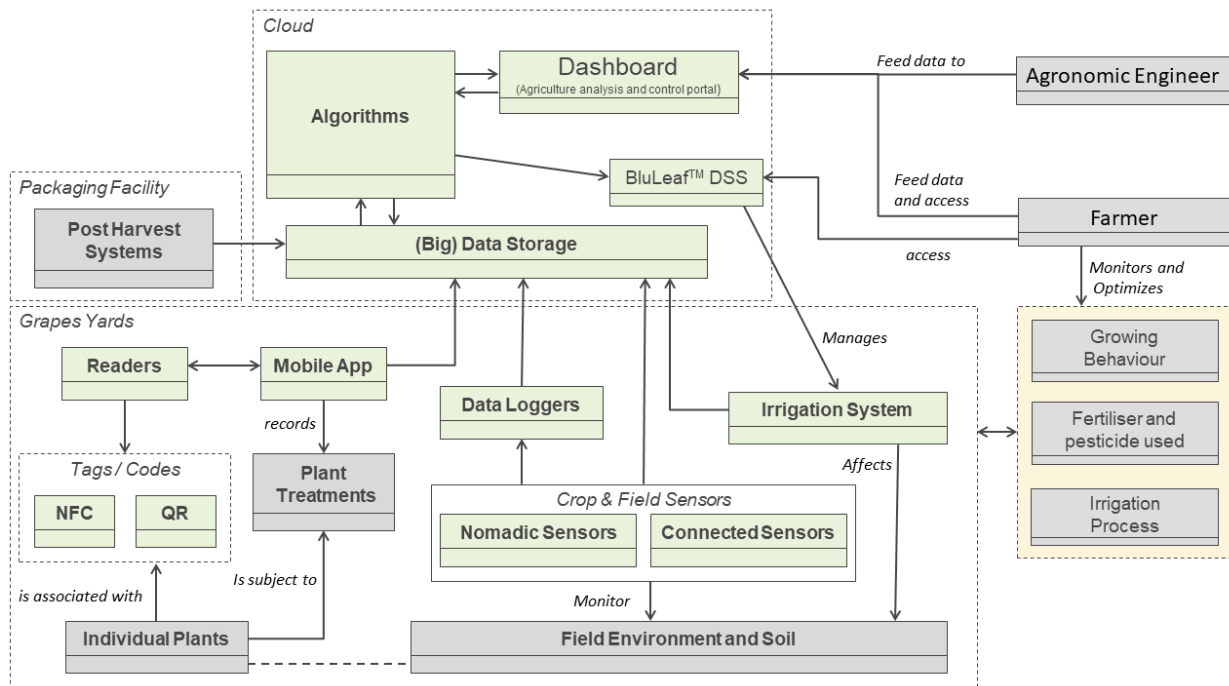 Cloud
Algorithms
Dashboard
(Agriculture analysis and control portal)
Feed data to
Agronomic Engineer
BluLeaf™ DSS
Feed data
and access
Farmer
access
Packaging Facility
Post Harvest
Systems
(Big) Data Storage
Monitors and
Optimizes
Grapes Yards
Readers
Mobile App
Manages
Growing
Behaviour
Data Loggers
Irrigation System
records
Fertiliser and
pesticide used
Tags / Codes
NFC
QR
Plant
Treatments
Affects
Crop & Field Sensors
Nomadic Sensors
Connected Sensors
Irrigation
Process
is associated with
Is subject to
Monitor
Individual Plants
Field Environment and Soil